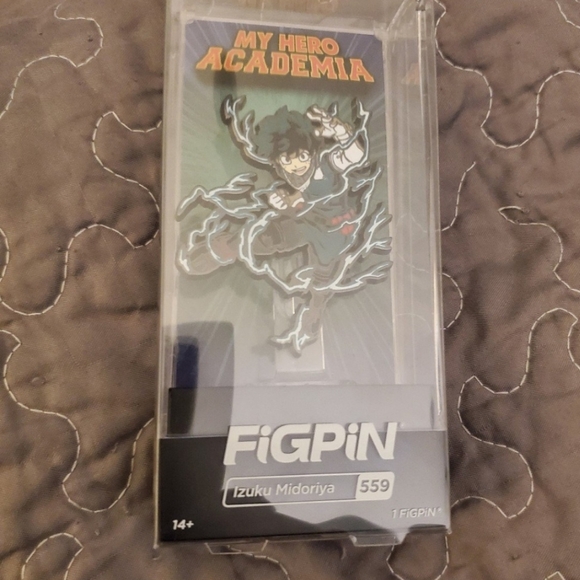 MY HERO
ACADEMIA
FiGPiN
Izuku Midoriya 559
14+
1 FiGPiN